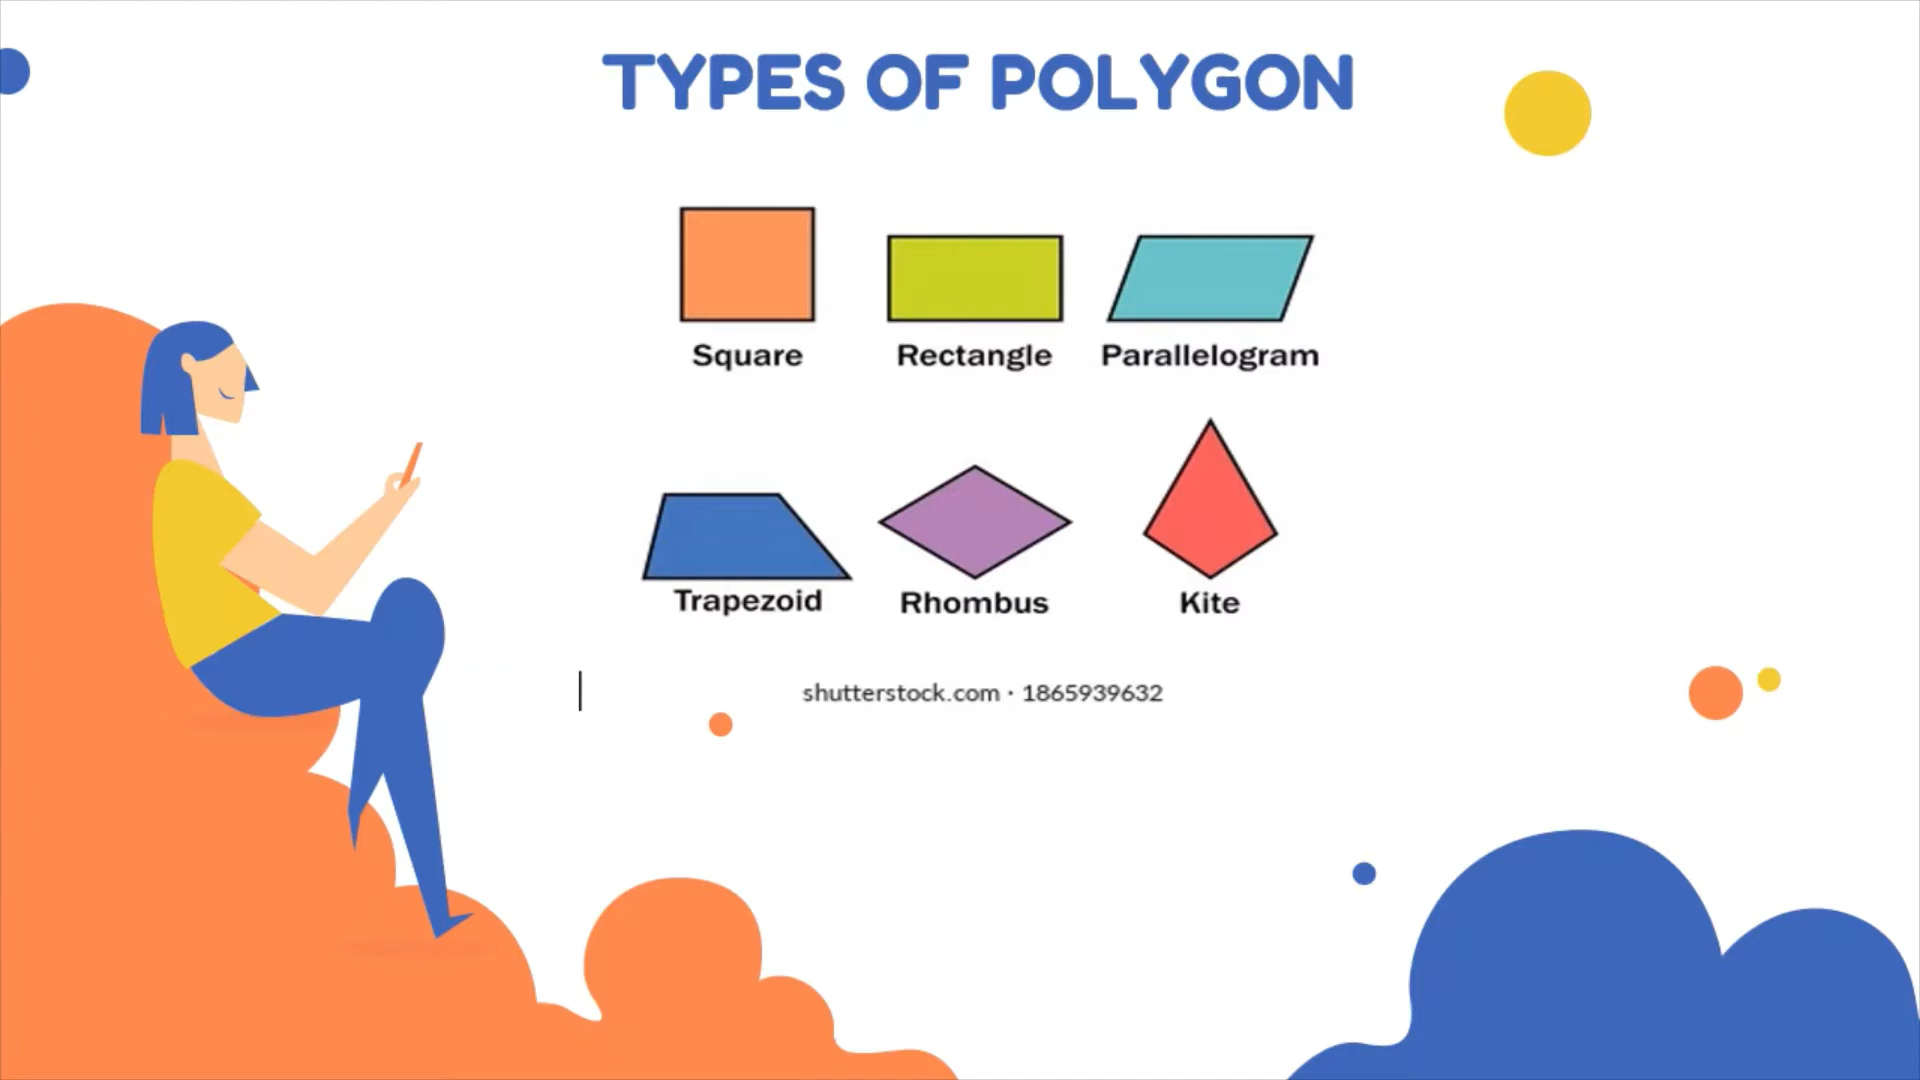 TYPES OF POLYGON
Square Rectangle Parallelogram
Trapezoid Rhombus Kite
shutterstock.com · 1865939632